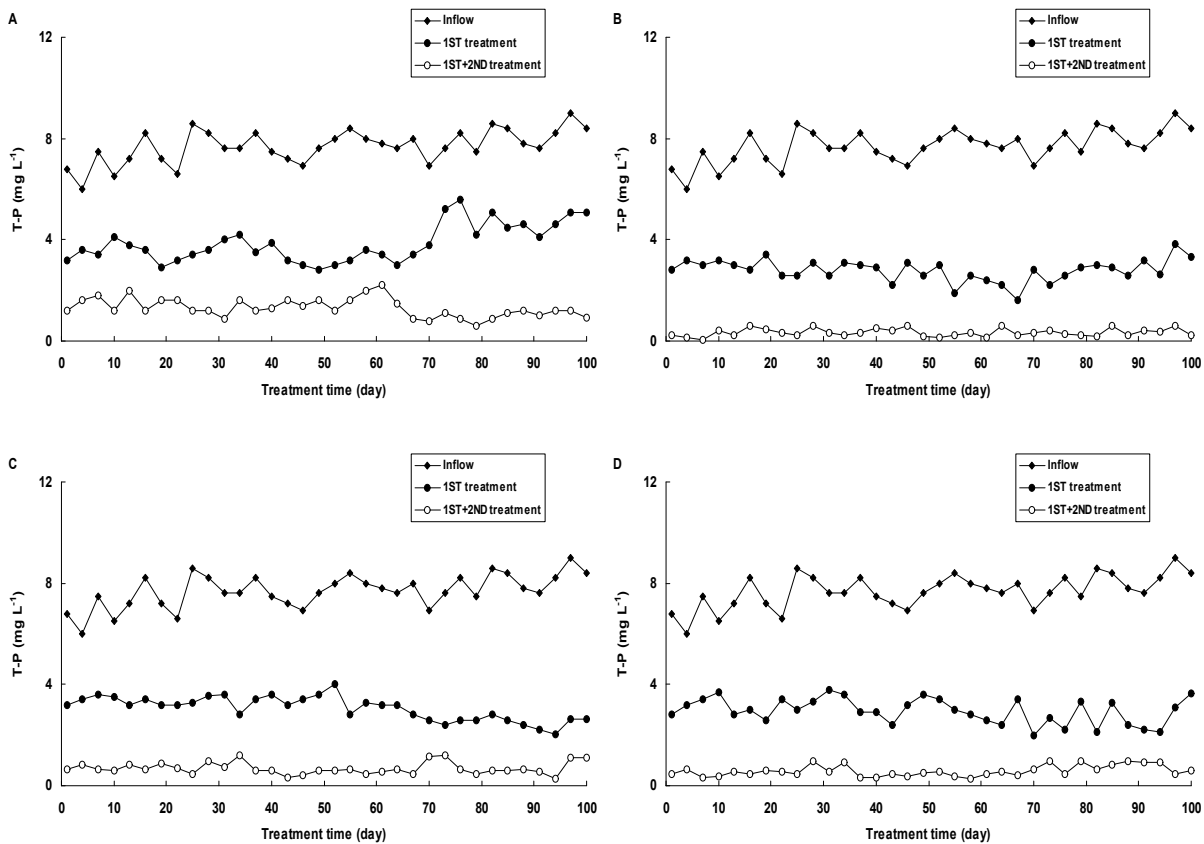 A
Inflow
1ST treatment
1ST+2ND treatment
T-P (mg L⁻¹)
12
8
4
0
0 10 20 30 40 50 60 70 80 90 100
Treatment time (day)
B
Inflow
1ST treatment
1ST+2ND treatment
T-P (mg L⁻¹)
12
8
4
0
0 10 20 30 40 50 60 70 80 90 100
Treatment time (day)
C
Inflow
1ST treatment
1ST+2ND treatment
T-P (mg L⁻¹)
12
8
4
0
0 10 20 30 40 50 60 70 80 90 100
Treatment time (day)
D
Inflow
1ST treatment
1ST+2ND treatment
T-P (mg L⁻¹)
12
8
4
0
0 10 20 30 40 50 60 70 80 90 100
Treatment time (day)